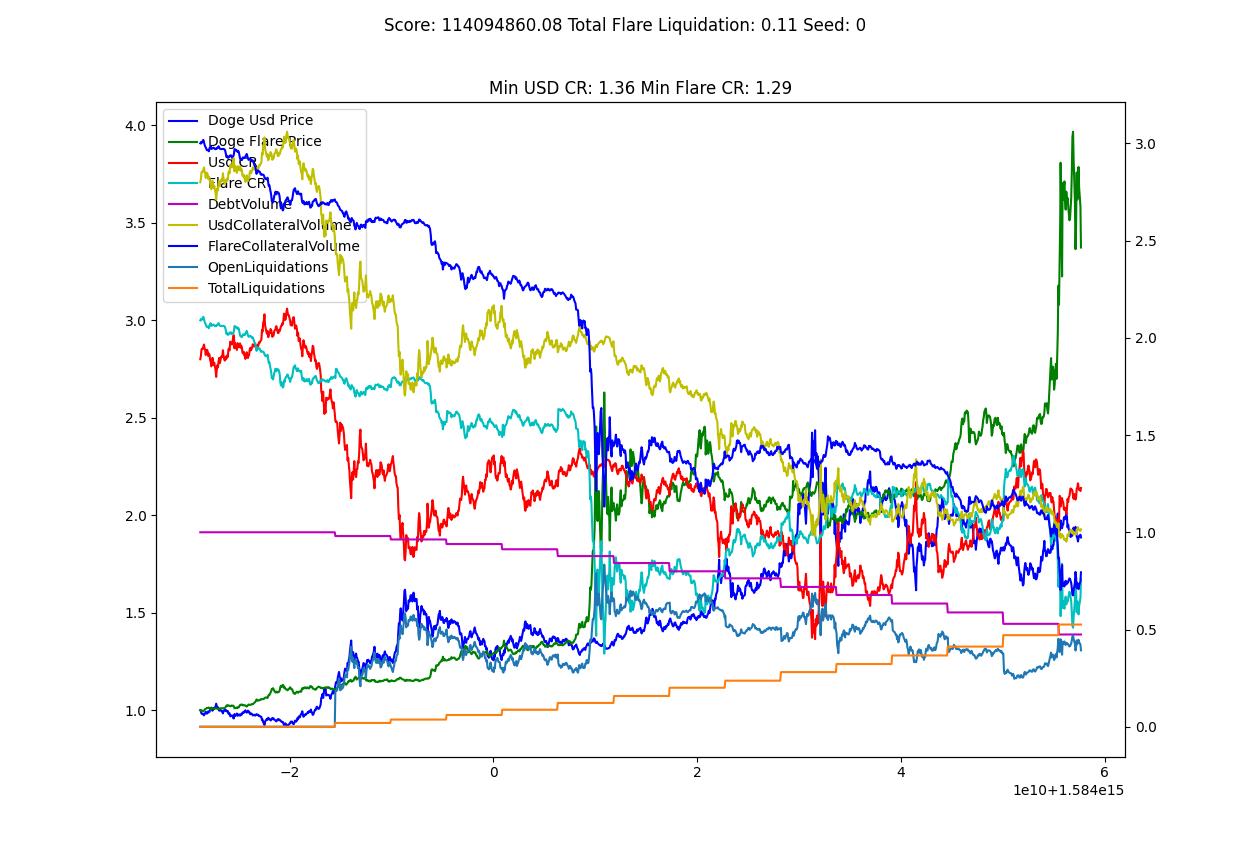 Score: 114094860.08 Total Flare Liquidation: 0.11 Seed: 0
Min USD CR: 1.36 Min Flare CR: 1.29
Doge Usd Price
Doge Flare Price
Usd CR
Flare CR
DebtVolume
UsdCollateralVolume
FlareCollateralVolume
OpenLiquidations
TotalLiquidations
4.0
3.5
3.0
2.5
2.0
1.5
1.0
3.0
2.5
2.0
1.5
1.0
0.5
0.0
−2
0
2
4
6
1e10+1.584e15